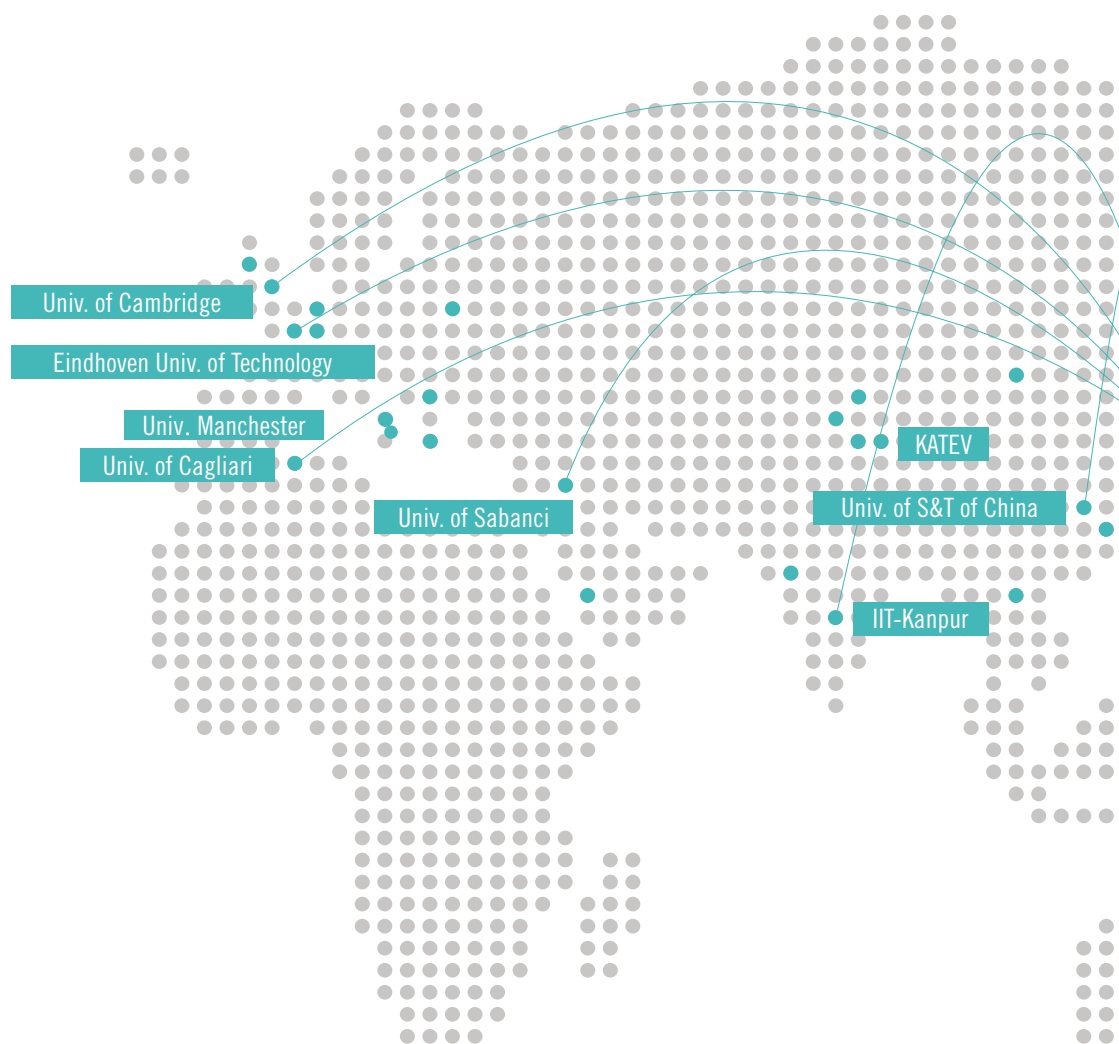 Univ. of Cambridge
Eindhoven Univ. of Technology
Univ. Manchester
KATEV
Univ. of Cagliari
Univ. of S&T of China
Univ. of Sabanci
IIT-Kanpur